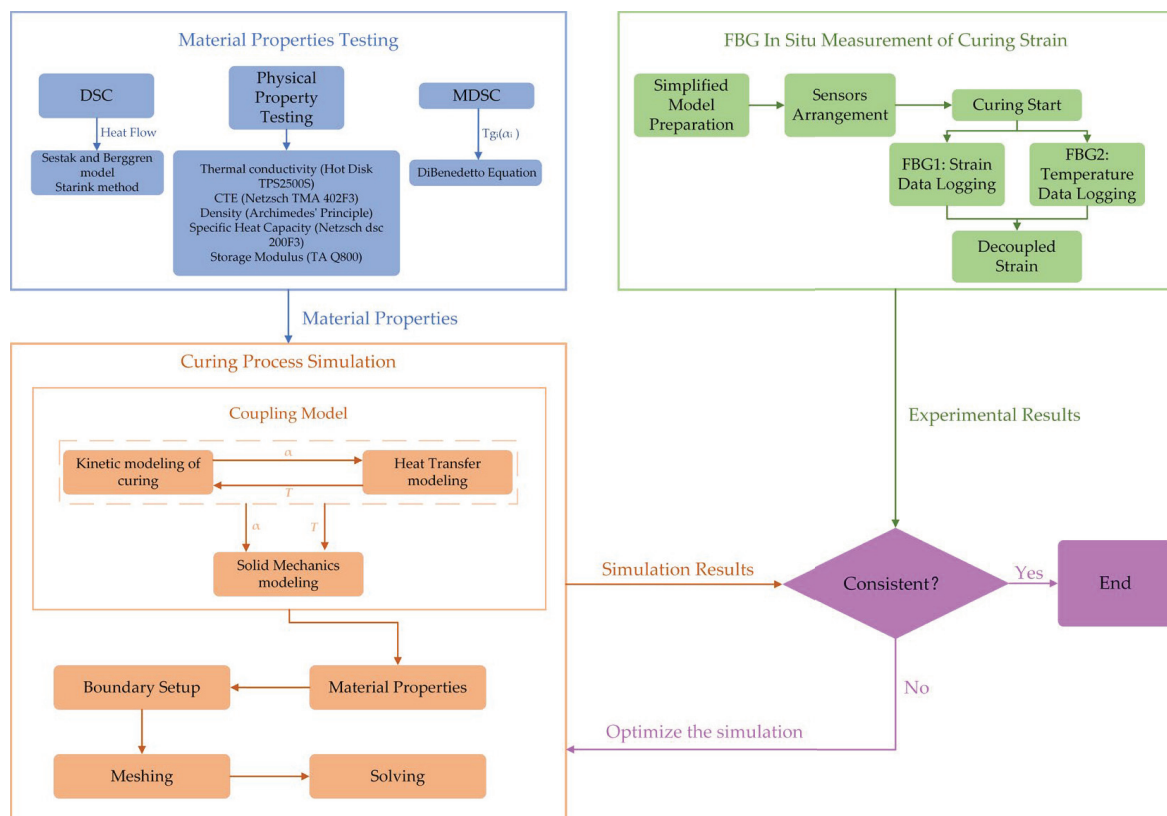 Material Properties Testing
DSC
Heat Flow
Sestak and Berggren
model
Starink method
Physical
Property
Testing
Thermal conductivity (Hot Disk
TPS2500S)
CTE (Netzsch TMA 402F3)
Density (Archimedes' Principle)
Specific Heat Capacity (Netzsch dsc
200F3)
Storage Modulus (TA Q800)
MDSC
Tgᵢ(αᵢ)
DiBenedetto Equation
FBG In Situ Measurement of Curing Strain
Simplified
Model
Preparation
Sensors
Arrangement
Curing Start
FBG1: Strain
Data Logging
FBG2:
Temperature
Data Logging
Decoupled
Strain
Material Properties
Curing Process Simulation
Coupling Model
Kinetic modeling of
curing
α
T
Heat Transfer
modeling
α
T
Solid Mechanics
modeling
Boundary Setup
Material Properties
Meshing
Solving
Experimental Results
Simulation Results
Consistent?
Yes
End
No
Optimize the simulation